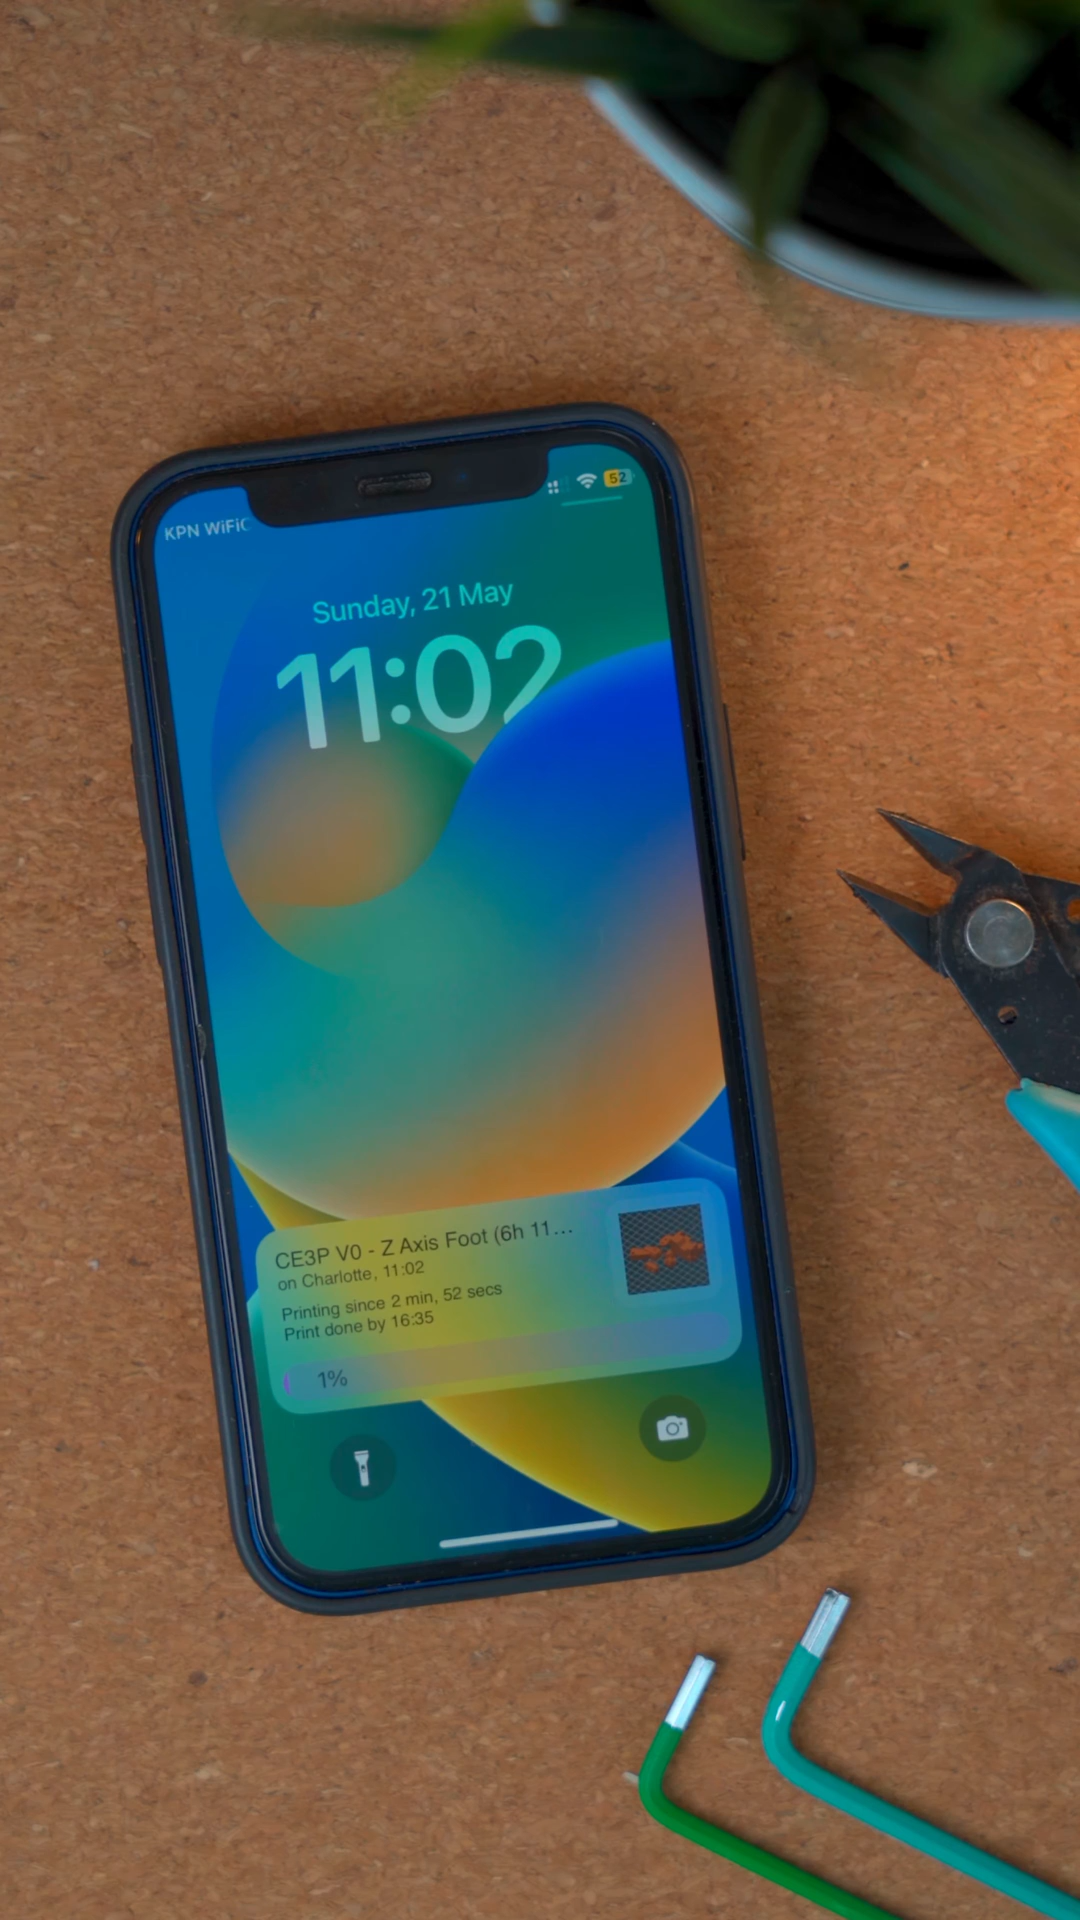 KPN WiFiC
52
Sunday, 21 May
11:02
CE3P V0 - Z Axis Foot (6h 11...
on Charlotte, 11:02
Printing since 2 min, 52 secs
Print done by 16:35
1%